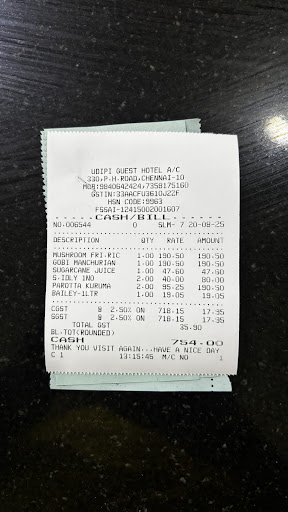 UDIPI GUEST HOTEL A/C
330,P.H-ROAD,CHENNAI-10
MOB:9840642424,7358175160
GSTIN:33AACFU3610J2ZF
HSN CODE:9963
FSSAI-12415002001607
-----CASH/BILL-----
NO.006544 0 SLM- 7 20-08-25
DESCRIPTION QTY RATE AMOUNT
MUSHROOM FRI.RIC 1.00 190.50 190.50
GOBI MANCHURIAN 1.00 190.50 190.50
SUGARCANE JUICE 1.00 47.60 47.60
S.IDLY 1NO 2.00 40.00 80.00
PAROTTA KURUMA 2.00 95.25 190.50
BAILEY-1LTR 1.00 19.05 19.05
CGST @ 2.50% ON 718.15 17.95
SGST @ 2.50% ON 718.15 17.95
TOTAL GST 35.90
BL.TOT(ROUNDED)
CASH 754.00
THANK YOU VISIT AGAIN...HAVE A NICE DAY
C 1 13:15:45 M/C NO 1